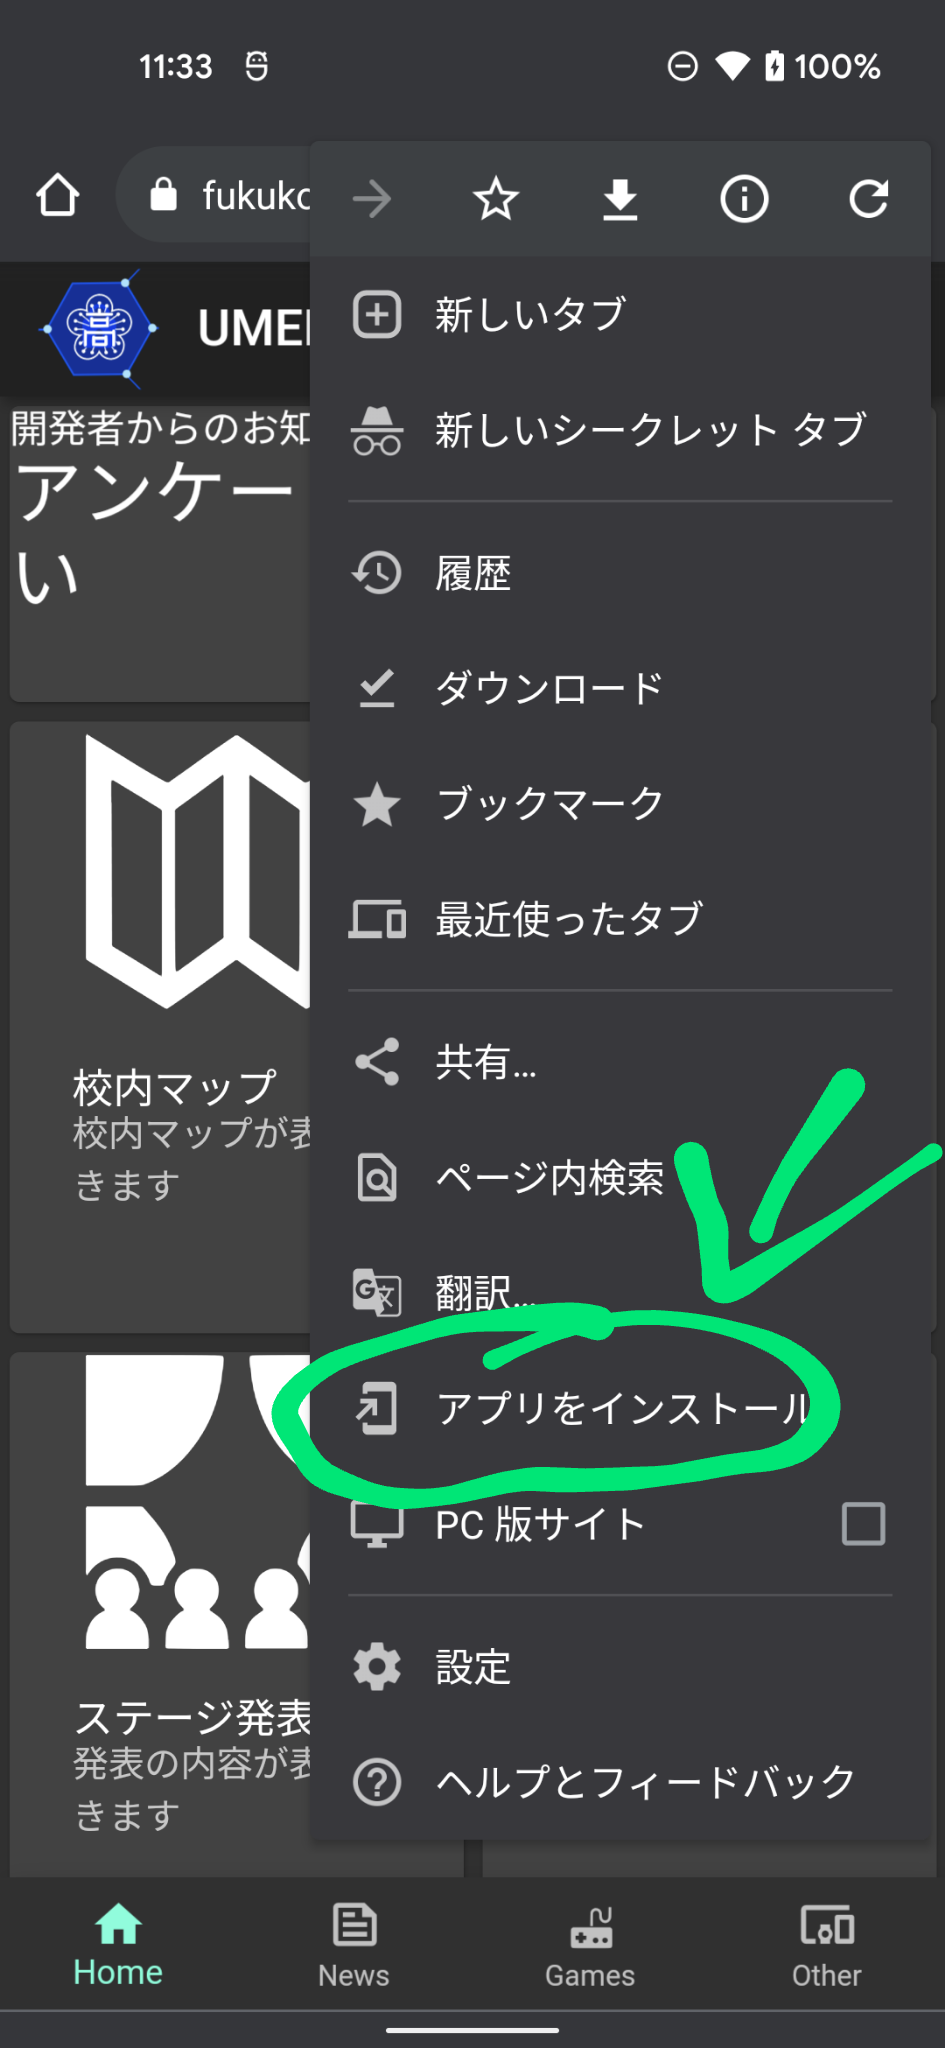 11:33
100%
fukuko
高
UME
開発者からのお知
アンケー
い
校内マップ
校内マップが表
きます
ステージ発表
発表の内容が表
きます
新しいタブ
新しいシークレット タブ
履歴
ダウンロード
ブックマーク
最近使ったタブ
共有...
ページ内検索
翻訳...
アプリをインストール
PC 版サイト
設定
ヘルプとフィードバック
Home
News
Games
Other